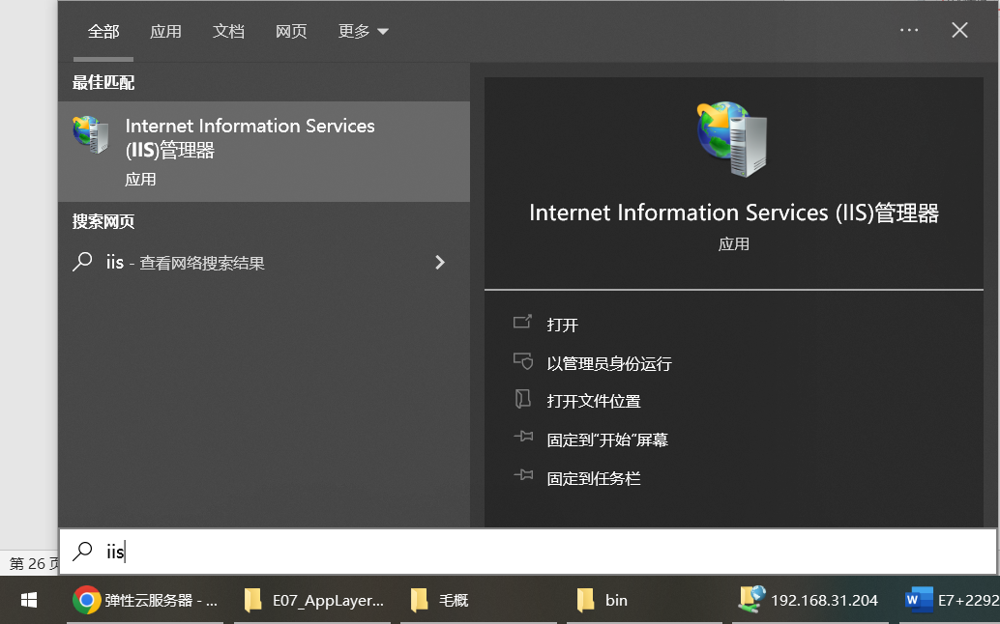 全部 应用 文档 网页 更多
最佳匹配
Internet Information Services
(IIS)管理器
应用
搜索网页
iis - 查看网络搜索结果
Internet Information Services (IIS)管理器
应用
打开
以管理员身份运行
打开文件位置
固定到"开始"屏幕
固定到任务栏
iis
第 26 页
弹性云服务器 - ... E07_AppLayer... 毛概 bin 192.168.31.204 E7+2292